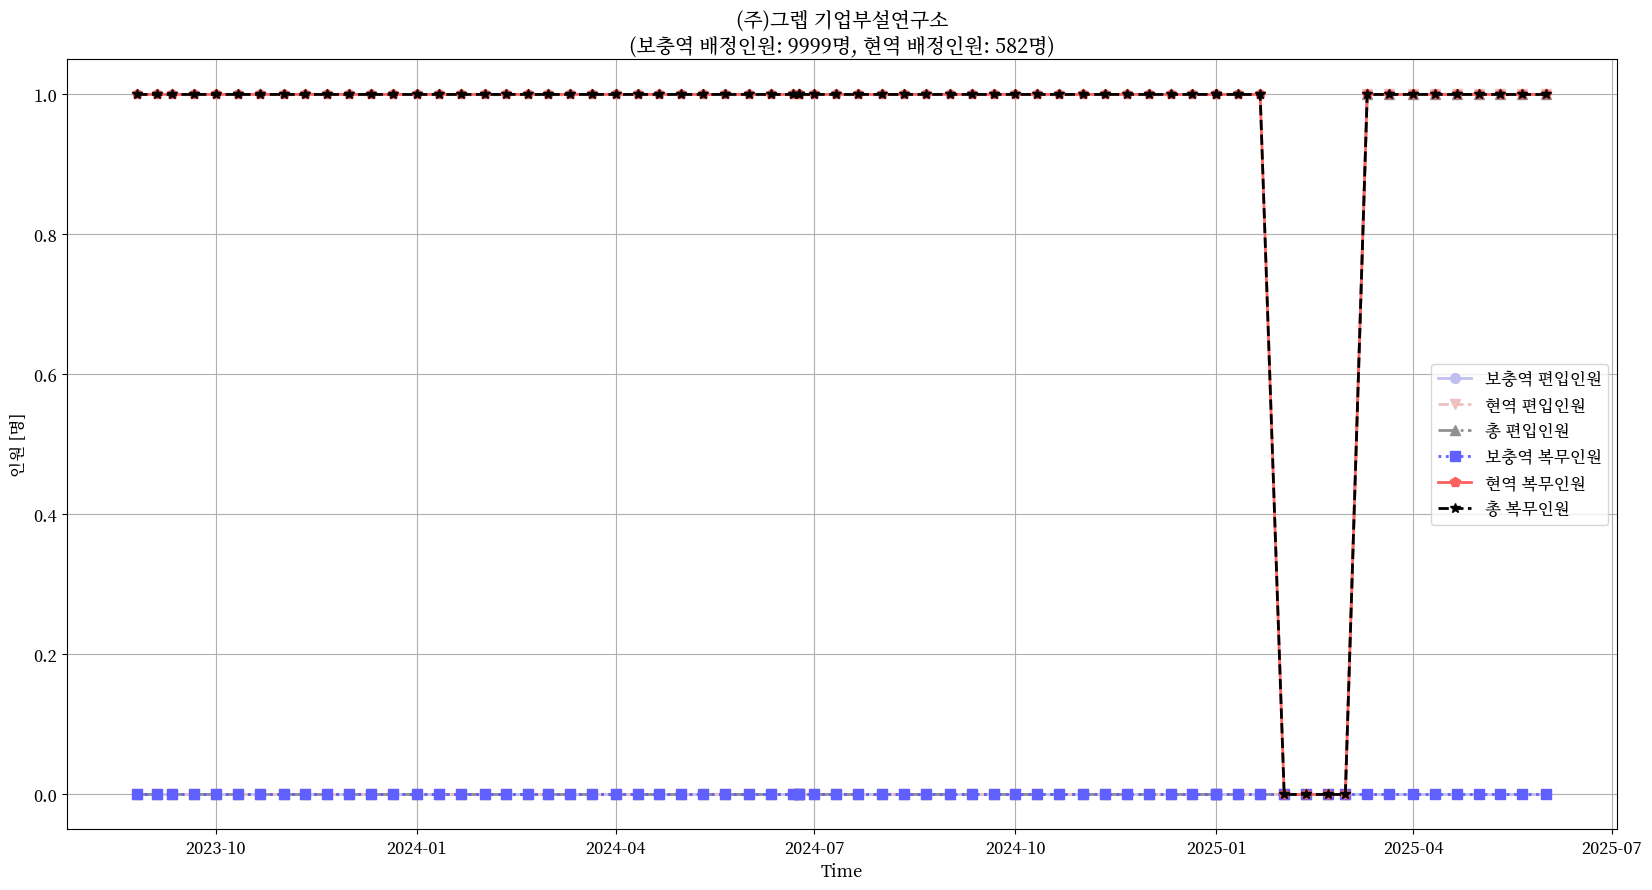 (주)그렙 기업부설연구소
(보충역 배정인원: 9999명, 현역 배정인원: 582명)
인원 [명]
1.0
0.8
0.6
0.4
0.2
0.0
보충역 편입인원
현역 편입인원
총 편입인원
보충역 복무인원
현역 복무인원
총 복무인원
2023-10 2024-01 2024-04 2024-07 2024-10 2025-01 2025-04 2025-07
Time